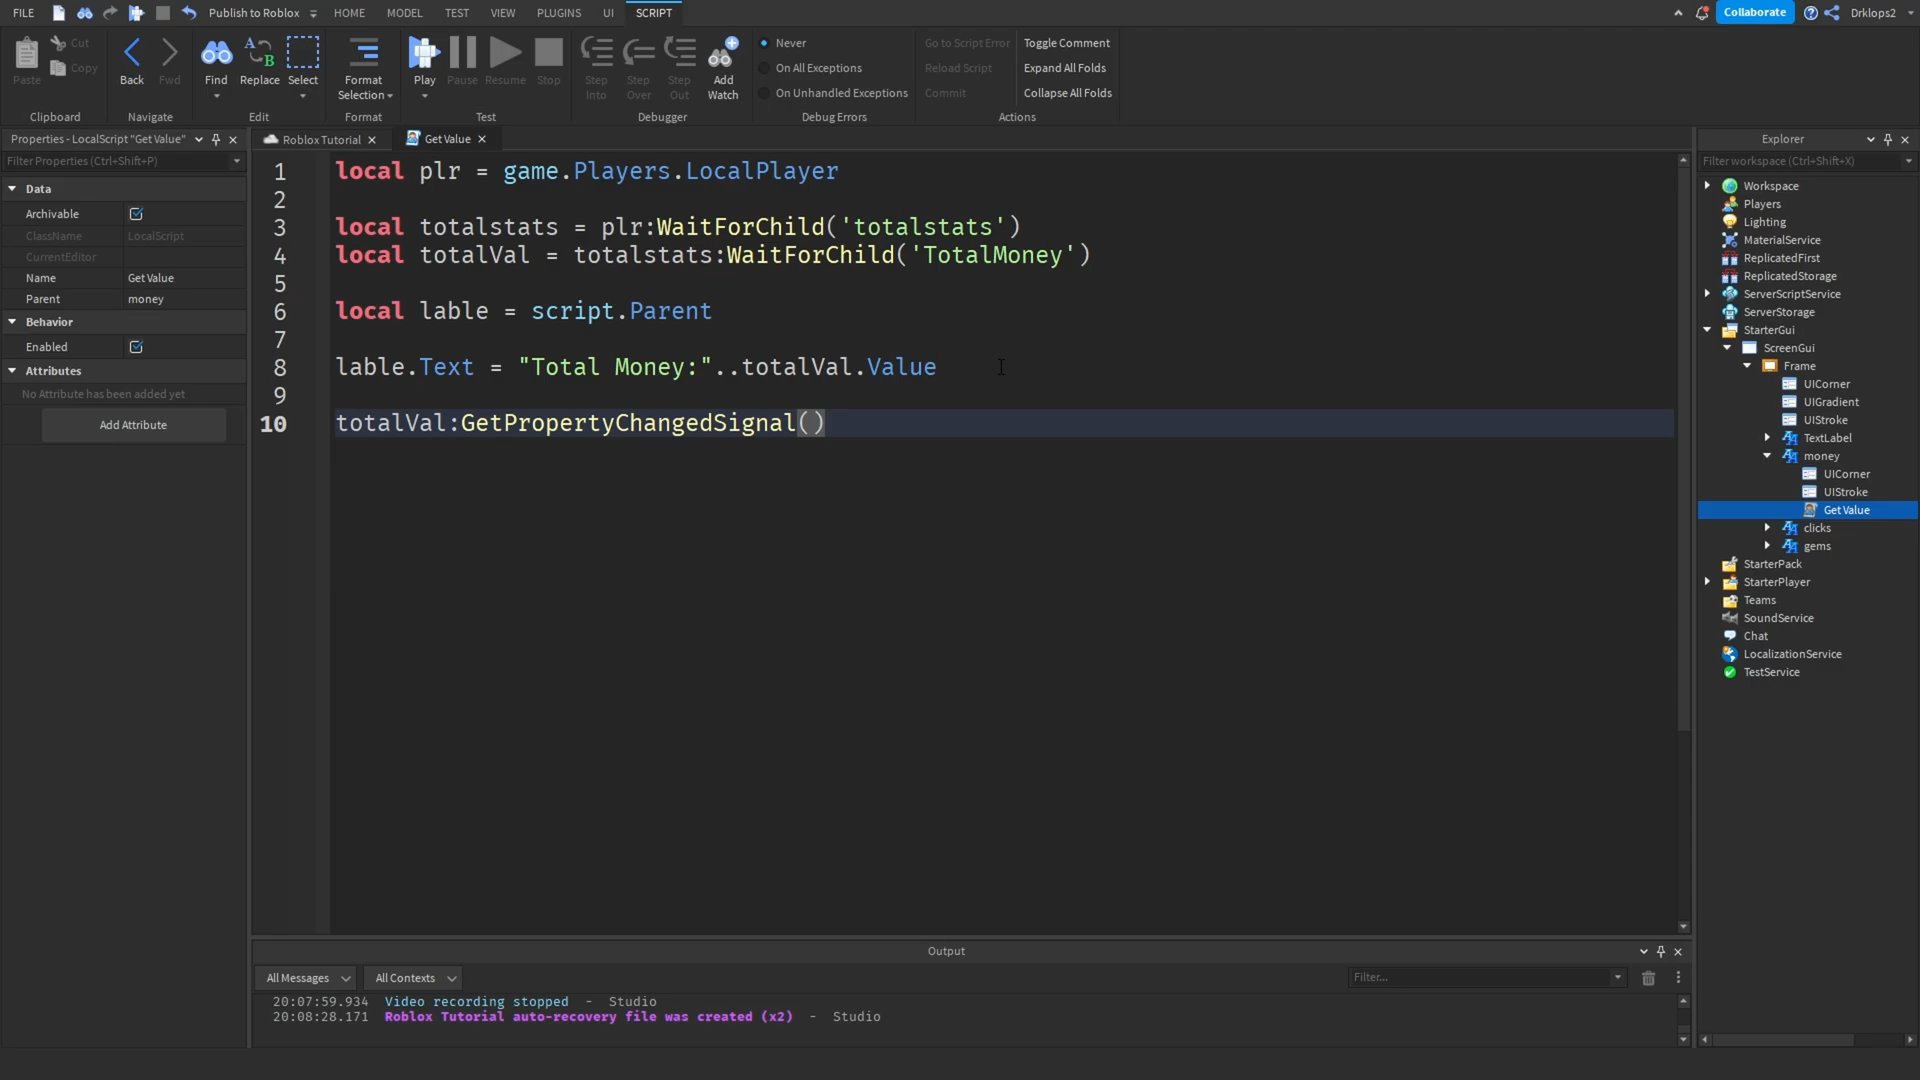 FILE Publish to Roblox HOME MODEL TEST VIEW PLUGINS UI SCRIPT Collaborate Drklops2
Paste Cut Copy Clipboard
Back Fwd Navigate
Find Replace Select Edit
Format Selection Format
Play Pause Resume Stop Test
Step Into Step Over Step Out Add Watch Debugger
Never
On All Exceptions
On Unhandled Exceptions
Debug Errors
Go to Script Error Toggle Comment
Reload Script Expand All Folds
Commit Collapse All Folds
Actions
Properties - LocalScript "Get Value"
Filter Properties (Ctrl+Shift+P)
Data
Archivable
ClassName LocalScript
CurrentEditor
Name Get Value
Parent money
Behavior
Enabled
Attributes
No Attribute has been added yet
Add Attribute
Roblox Tutorial Get Value
1 local plr = game.Players.LocalPlayer
2
3 local totalstats = plr:WaitForChild('totalstats')
4 local totalVal = totalstats:WaitForChild('TotalMoney')
5
6 local lable = script.Parent
7
8 lable.Text = "Total Money:"..totalVal.Value
9
10 totalVal:GetPropertyChangedSignal()
Output
All Messages All Contexts Filter...
20:07:59.934 Video recording stopped - Studio
20:08:28.171 Roblox Tutorial auto-recovery file was created (x2) - Studio
Explorer
Filter workspace (Ctrl+Shift+X)
Workspace
Players
Lighting
MaterialService
ReplicatedFirst
ReplicatedStorage
ServerScriptService
ServerStorage
StarterGui
ScreenGui
Frame
UICorner
UIGradient
UIStroke
TextLabel
money
UICorner
UIStroke
Get Value
clicks
gems
StarterPack
StarterPlayer
Teams
SoundService
Chat
LocalizationService
TestService